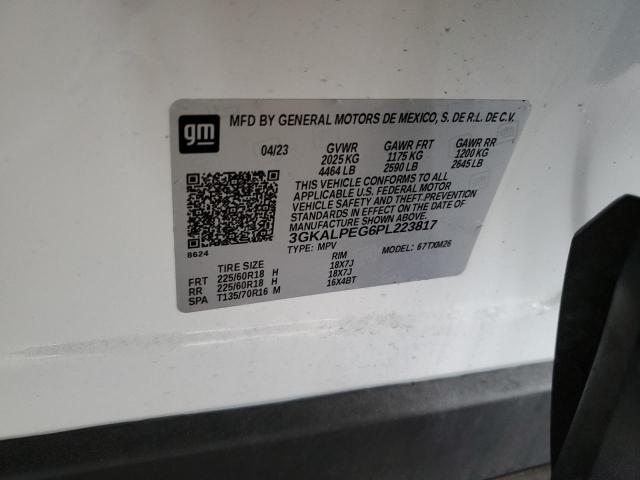 gm
MFD BY GENERAL MOTORS DE MEXICO, S. DE R.L. DE C.V.
04/23 GVWR GAWR FRT GAWR RR
2025 KG 1175 KG 1200 KG
4464 LB 2590 LB 2645 LB
THIS VEHICLE CONFORMS TO ALL
APPLICABLE U.S. FEDERAL MOTOR
VEHICLE SAFETY AND THEFT PREVENTION
STANDARDS IN EFFECT ON THE DATE OF
MANUFACTURE SHOWN ABOVE.
3GKALPEG6PL223817
8624 TYPE: MPV MODEL: 67TXM26
TIRE SIZE RIM
FRT 225/60R18 H 18X7J
RR 225/60R18 H 18X7J
SPA T135/70R16 M 16X4BT